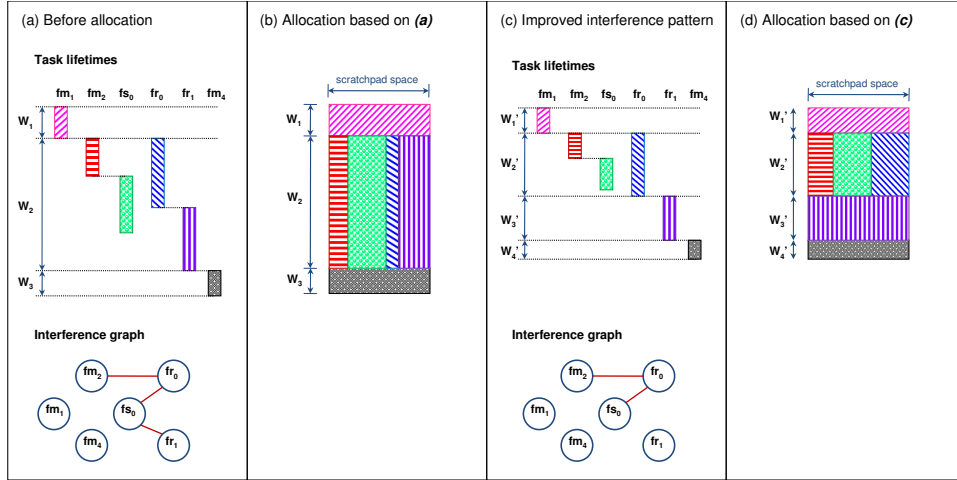 (a) Before allocation
Task lifetimes
fm1 fm2 fs0 fr0 fr1 fm4
W1
W2
W3
Interference graph
fm2 fr0
fm1 fs0
fm4 fr1
(b) Allocation based on (a)
scratchpad space
W1
W2
W3
(c) Improved interference pattern
Task lifetimes
fm1 fm2 fs0 fr0 fr1 fm4
W1'
W2'
W3'
W4'
Interference graph
fm2 fr0
fm1 fs0
fm4 fr1
(d) Allocation based on (c)
scratchpad space
W1'
W2'
W3'
W4'